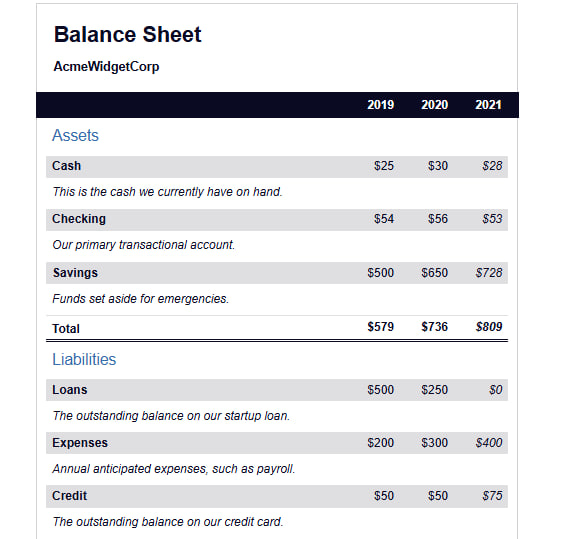 Balance Sheet
AcmeWidgetCorp
2019 2020 2021
Assets
Cash $25 $30 $28
This is the cash we currently have on hand.
Checking $54 $56 $53
Our primary transactional account.
Savings $500 $650 $728
Funds set aside for emergencies.
Total $579 $736 $809
Liabilities
Loans $500 $250 $0
The outstanding balance on our startup loan.
Expenses $200 $300 $400
Annual anticipated expenses, such as payroll.
Credit $50 $50 $75
The outstanding balance on our credit card.